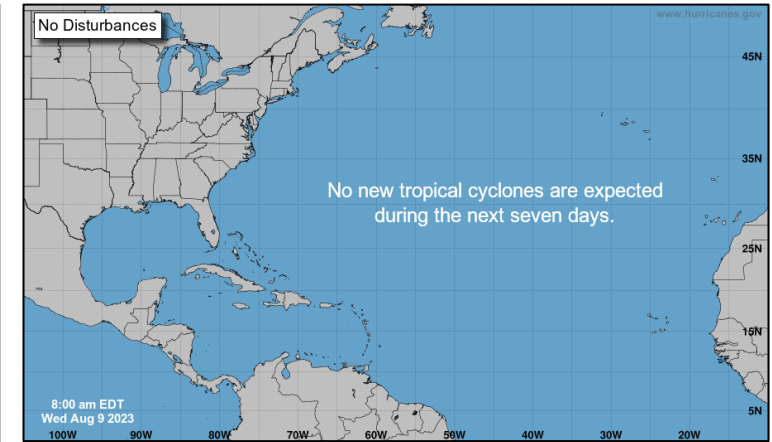 No Disturbances
www.hurricanes.gov
45N
35N
No new tropical cyclones are expected
during the next seven days.
25N
15N
8:00 am EDT
Wed Aug 9 2023
5N
100W 90W 80W 70W 60W 50W 40W 30W 20W